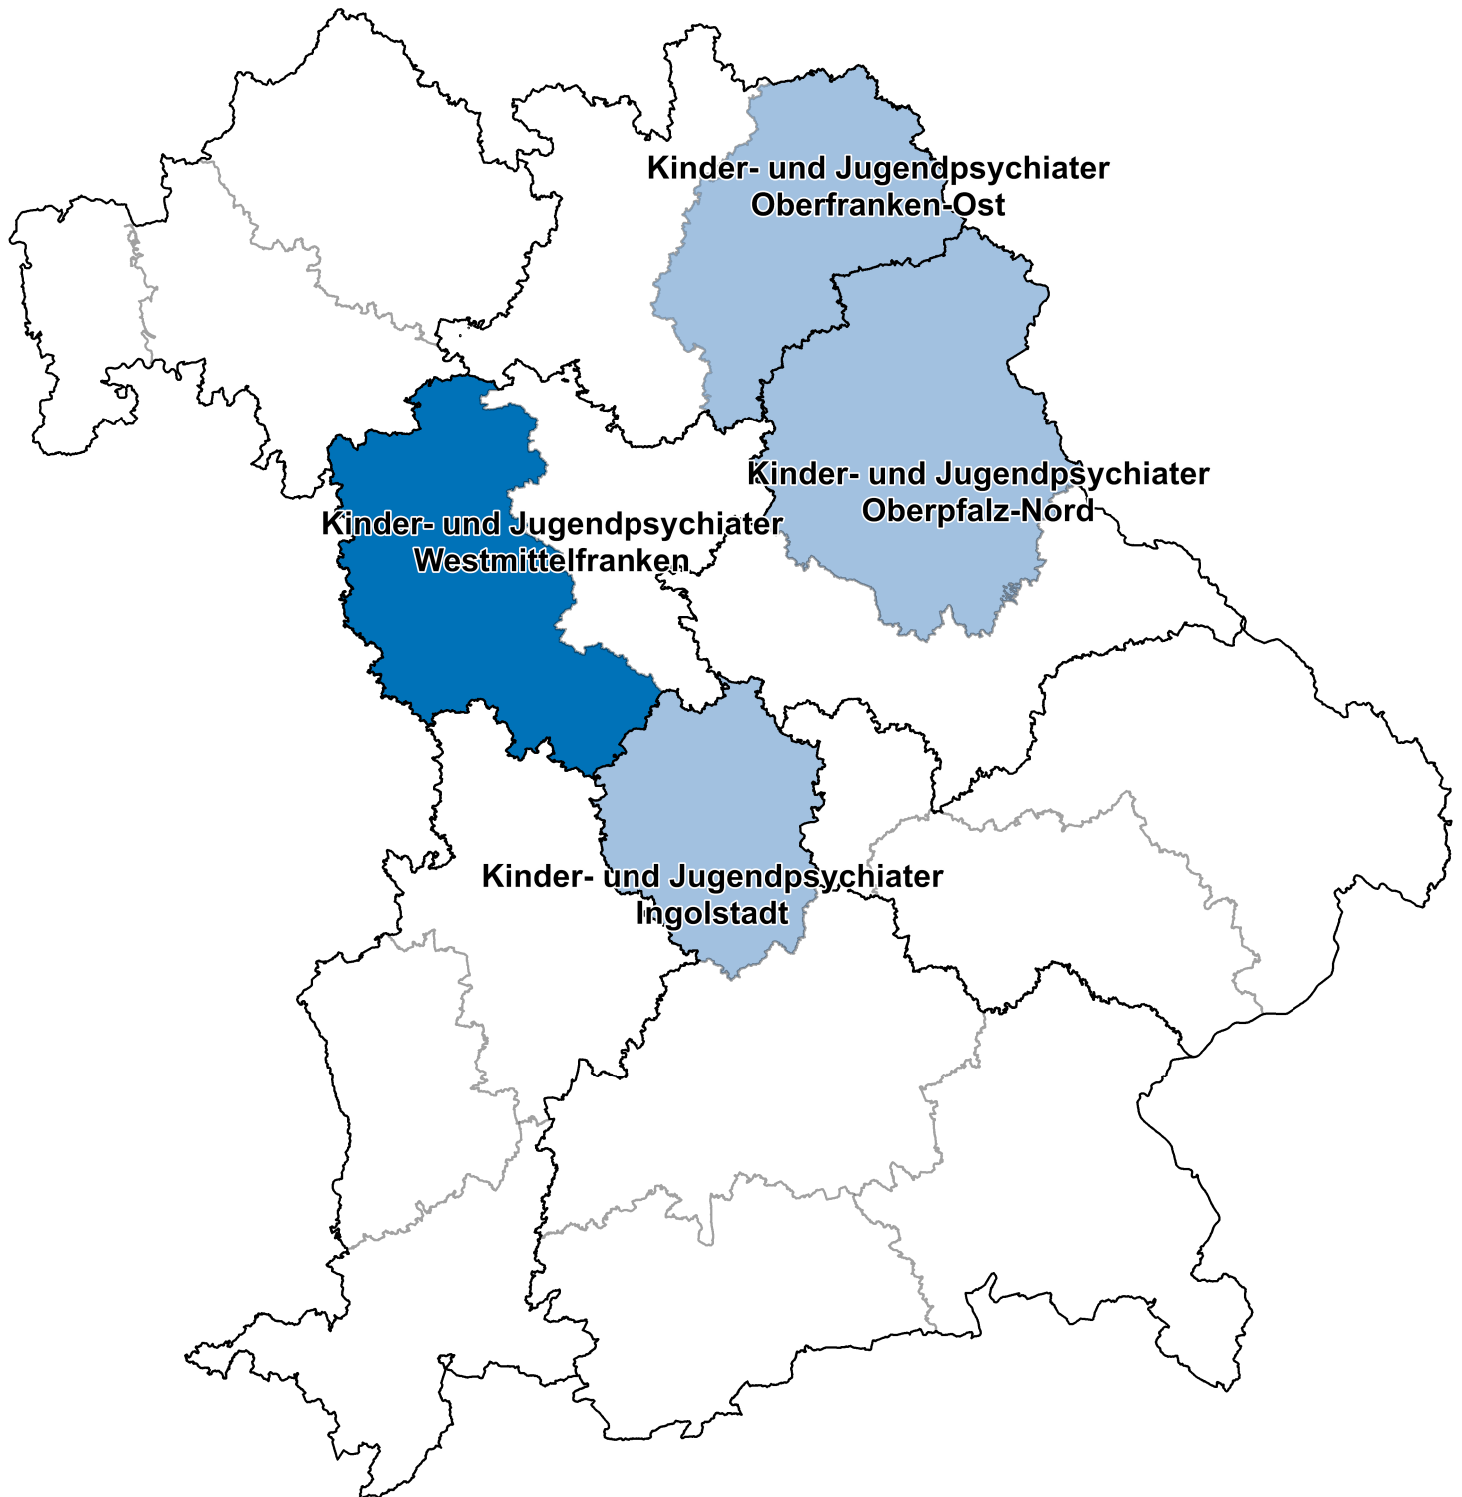 Kinder- und Jugendpsychiater
Oberfranken-Ost
Kinder- und Jugendpsychiater
Oberpfalz-Nord
Kinder- und Jugendpsychiater
Westmittelfranken
Kinder- und Jugendpsychiater
Ingolstadt